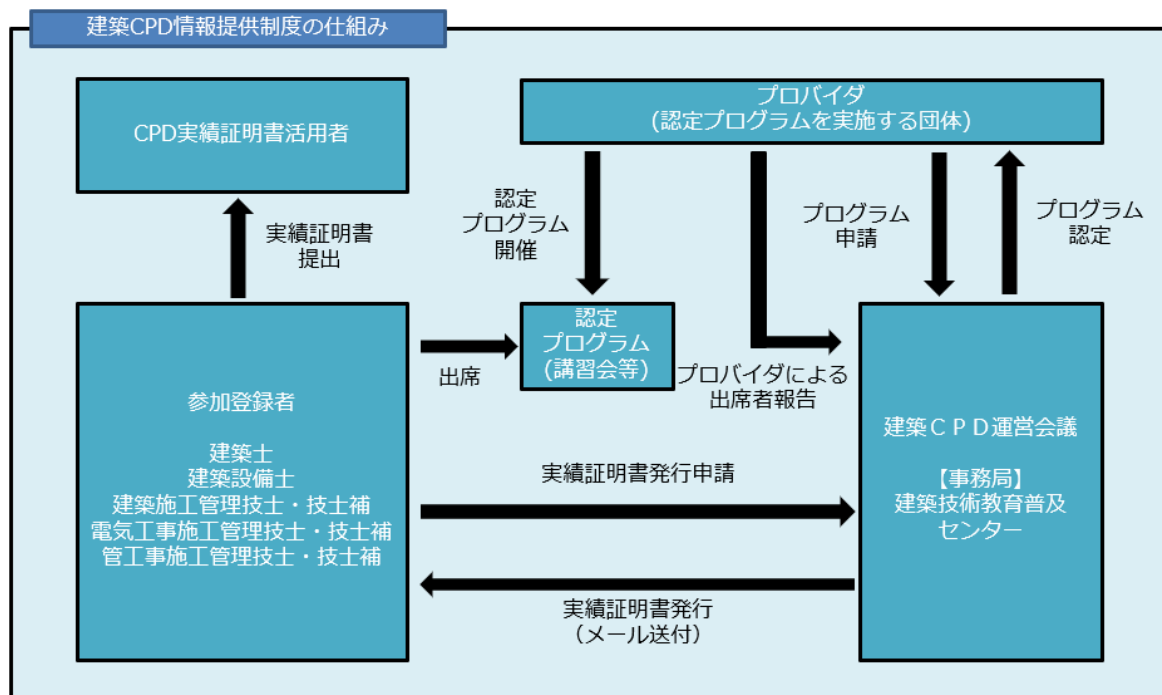 建築CPD情報提供制度の仕組み
CPD実績証明書活用者
プロバイダ
(認定プログラムを実施する団体)
認定
プログラム
開催
プログラム
申請
プログラム
認定
実績証明書
提出
認定
プログラム
(講習会等)
出席
プロバイダによる
出席者報告
参加登録者
建築士
建築設備士
建築施工管理技士・技士補
電気工事施工管理技士・技士補
管工事施工管理技士・技士補
建築ＣＰＤ運営会議
【事務局】
建築技術教育普及
センター
実績証明書発行申請
実績証明書発行
（メール送付）